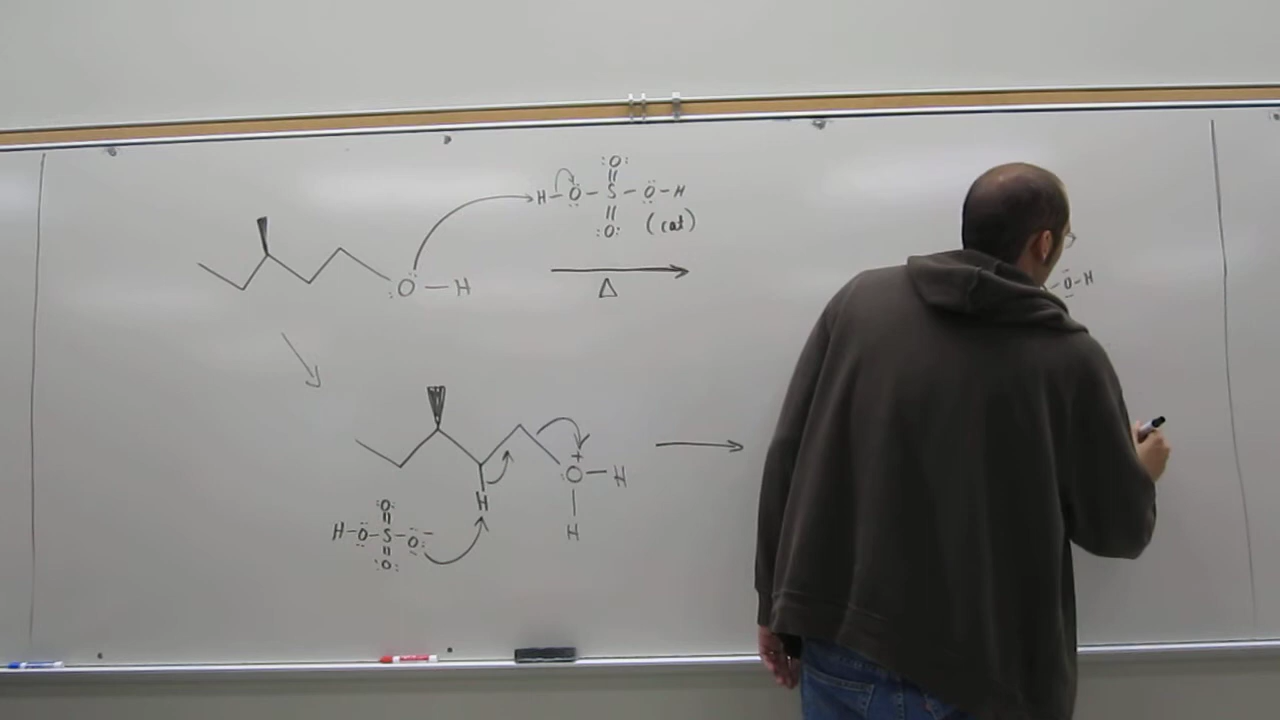 :O:
H-O-S-O-H
:O:
(cat)
:O-H
Δ
-O-H
+
:O-H
H
H
:O:
H-O-S-O:-
:O: